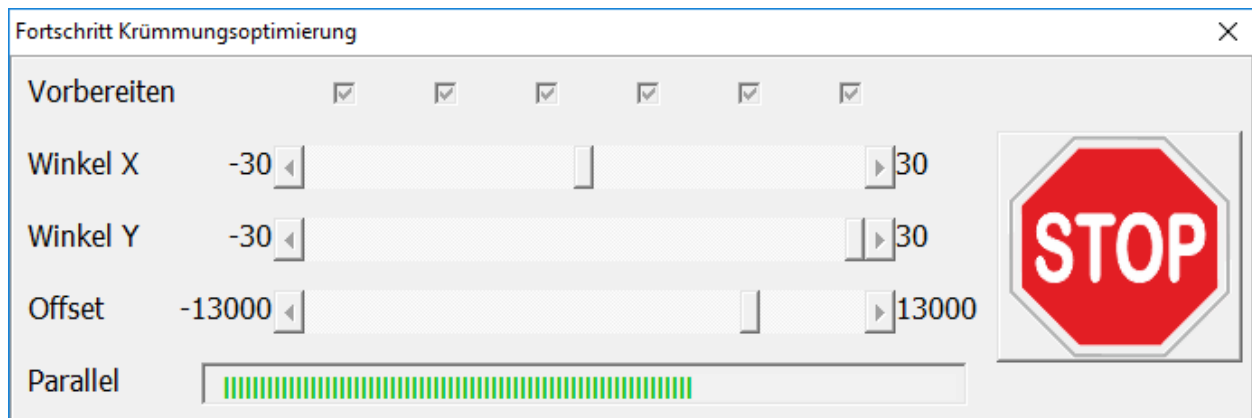 Fortschritt Krümmungsoptimierung
Vorbereiten
Winkel X -30 30
Winkel Y -30 30
STOP
Offset -13000 13000
Parallel